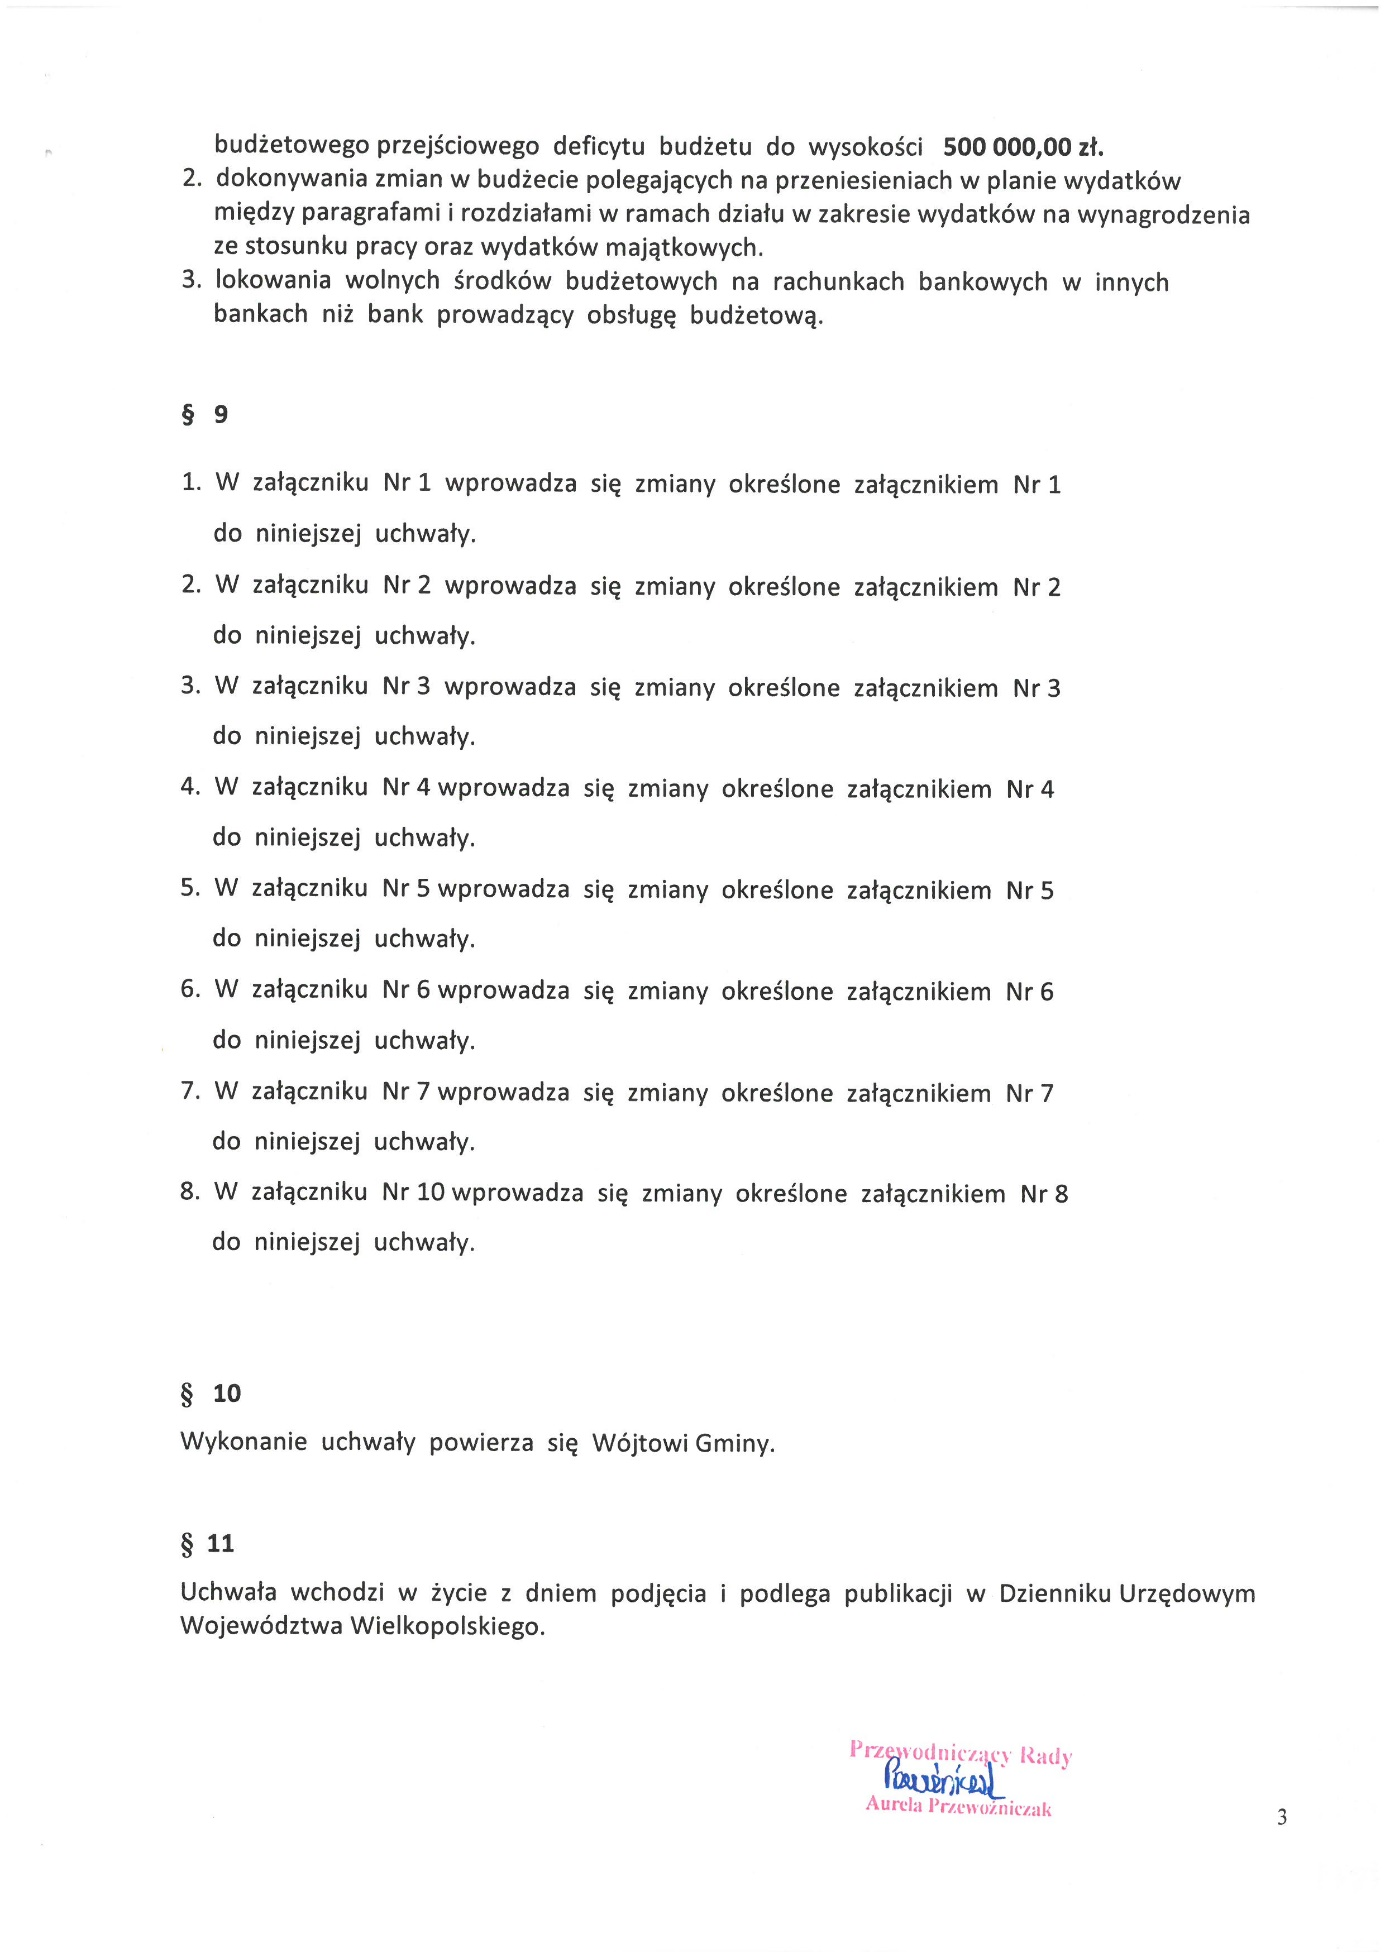 budżetowego przejściowego deficytu budżetu do wysokości 500 000,00 zł.
2. dokonywania zmian w budżecie polegających na przeniesieniach w planie wydatków
między paragrafami i rozdziałami w ramach działu w zakresie wydatków na wynagrodzenia
ze stosunku pracy oraz wydatków majątkowych.
3. lokowania wolnych środków budżetowych na rachunkach bankowych w innych
bankach niż bank prowadzący obsługę budżetową.
§ 9
1. W załączniku Nr 1 wprowadza się zmiany określone załącznikiem Nr 1
do niniejszej uchwały.
2. W załączniku Nr 2 wprowadza się zmiany określone załącznikiem Nr 2
do niniejszej uchwały.
3. W załączniku Nr 3 wprowadza się zmiany określone załącznikiem Nr 3
do niniejszej uchwały.
4. W załączniku Nr 4 wprowadza się zmiany określone załącznikiem Nr 4
do niniejszej uchwały.
5. W załączniku Nr 5 wprowadza się zmiany określone załącznikiem Nr 5
do niniejszej uchwały.
6. W załączniku Nr 6 wprowadza się zmiany określone załącznikiem Nr 6
do niniejszej uchwały.
7. W załączniku Nr 7 wprowadza się zmiany określone załącznikiem Nr 7
do niniejszej uchwały.
8. W załączniku Nr 10 wprowadza się zmiany określone załącznikiem Nr 8
do niniejszej uchwały.
§ 10
Wykonanie uchwały powierza się Wójtowi Gminy.
§ 11
Uchwała wchodzi w życie z dniem podjęcia i podlega publikacji w Dzienniku Urzędowym
Województwa Wielkopolskiego.
Przewodniczący Rady
Aurela Przewoźniczak
3